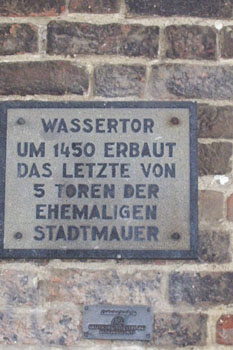 WASSERTOR
UM 1450 ERBAUT
DAS LETZTE VON
5 TOREN DER
EHEMALIGEN
STADTMAUER